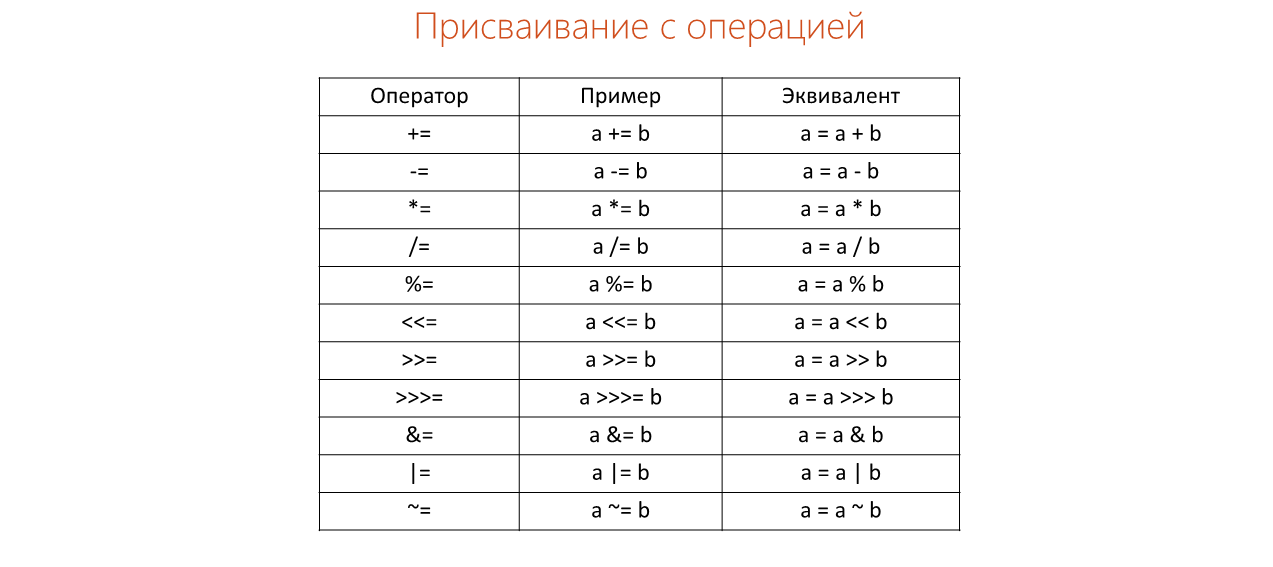 Присваивание с операцией
Оператор Пример Эквивалент
+= a += b a = a + b
-= a -= b a = a - b
*= a *= b a = a * b
/= a /= b a = a / b
%= a %= b a = a % b
<<= a <<= b a = a << b
>>= a >>= b a = a >> b
>>>= a >>>= b a = a >>> b
&= a &= b a = a & b
|= a |= b a = a | b
~= a ~= b a = a ~ b